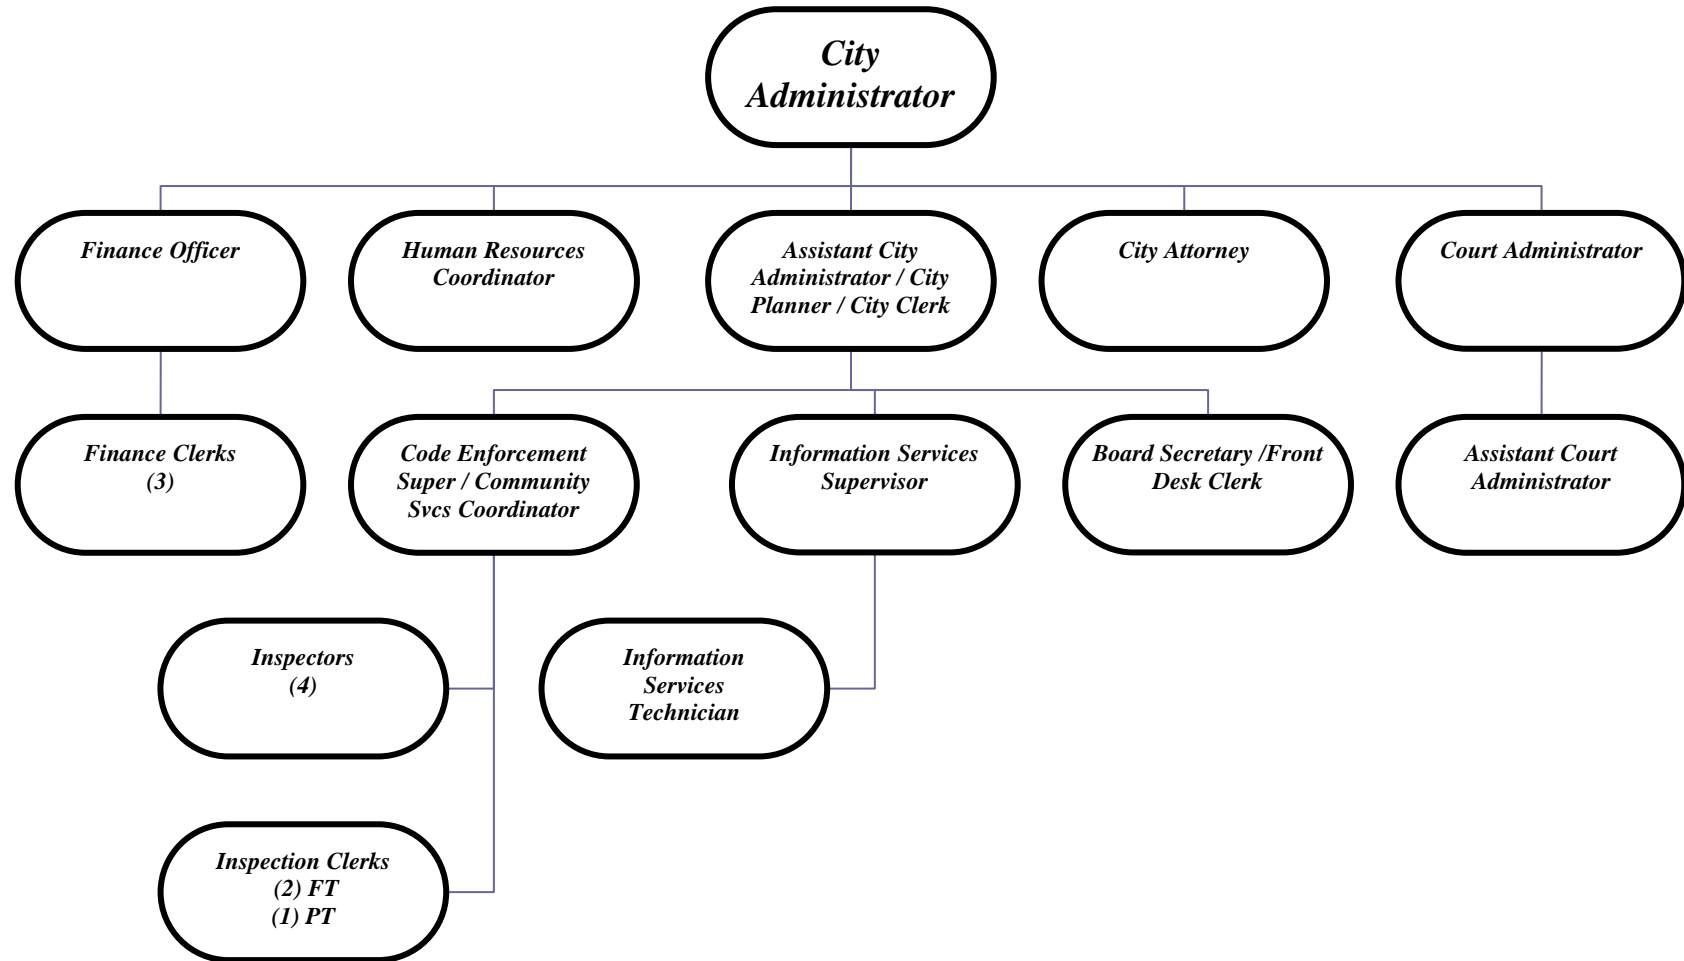 City
Administrator
Finance Officer
Human Resources
Coordinator
Assistant City
Administrator / City
Planner / City Clerk
City Attorney
Court Administrator
Finance Clerks
(3)
Code Enforcement
Super / Community
Svcs Coordinator
Information Services
Supervisor
Board Secretary /Front
Desk Clerk
Assistant Court
Administrator
Inspectors
(4)
Information
Services
Technician
Inspection Clerks
(2) FT
(1) PT